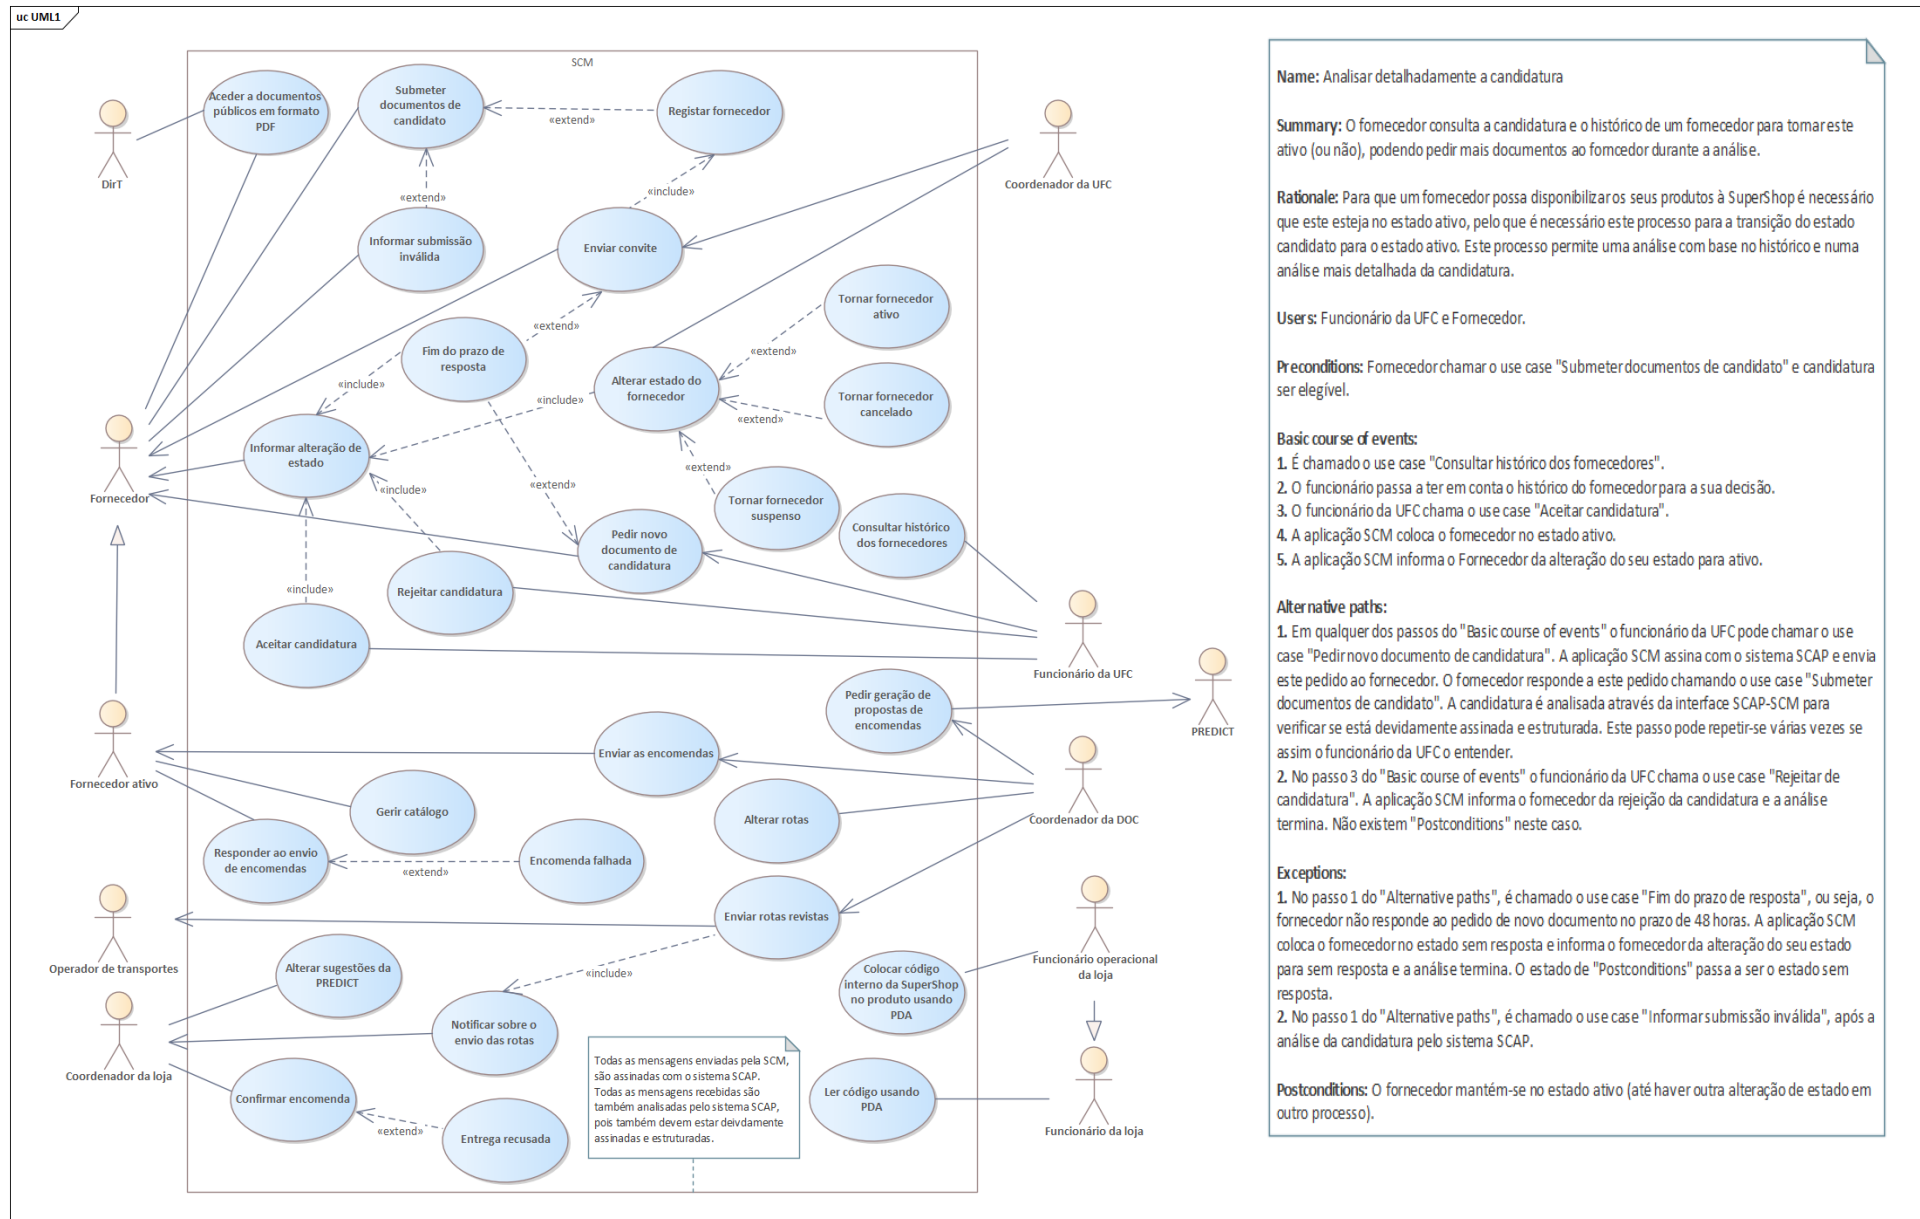 uc UML1
SCM
Aceder a documentos
públicos em formato
PDF
Submeter
documentos de
candidato
«extend»
Registar fornecedor
DirT
Coordenador da UFC
«include»
«extend»
Informar submissão
inválida
Enviar convite
Tornar fornecedor
ativo
«extend»
Fim do prazo de
resposta
«extend»
«include»
Alterar estado do
fornecedor
«include»
Tornar fornecedor
cancelado
«extend»
Informar alteração de
estado
Fornecedor
«include»
«extend»
«extend»
Tornar fornecedor
suspenso
Consultar histórico
dos fornecedores
Pedir novo
documento de
candidatura
«include»
Rejeitar candidatura
Aceitar candidatura
Funcionário da UFC
Pedir geração de
propostas de
encomendas
PREDICT
Enviar as encomendas
Fornecedor ativo
Gerir catálogo
Alterar rotas
Coordenador da DOC
Responder ao envio
de encomendas
«extend»
Encomenda falhada
Enviar rotas revistas
Operador de transportes
Alterar sugestões da
PREDICT
«include»
Colocar código
interno da SuperShop
no produto usando
PDA
Funcionário operacional
da loja
Notificar sobre o
envio das rotas
Coordenador da loja
Confirmar encomenda
«extend»
Entrega recusada
Todas as mensagens enviadas pela SCM,
são assinadas com o sistema SCAP.
Todas as mensagens recebidas são
também analisadas pelo sistema SCAP,
pois também devem estar deivdamente
assinadas e estruturadas.
Ler código usando
PDA
Funcionário da loja
Name: Analisar detalhadamente a candidatura
Summary: O fornecedor consulta a candidatura e o histórico de um fornecedor para tornar este
ativo (ou não), podendo pedir mais documentos ao forncedor durante a análise.
Rationale: Para que um fornecedor possa disponibilizar os seus produtos à SuperShop é necessário
que este esteja no estado ativo, pelo que é necessário este processo para a transição do estado
candidato para o estado ativo. Este processo permite uma análise com base no histórico e numa
análise mais detalhada da candidatura.
Users: Funcionário da UFC e Fornecedor.
Preconditions: Fornecedor chamar o use case "Submeter documentos de candidato" e candidatura
ser elegível.
Basic course of events:
1. É chamado o use case "Consultar histórico dos fornecedores".
2. O funcionário passa a ter em conta o histórico do fornecedor para a sua decisão.
3. O funcionário da UFC chama o use case "Aceitar candidatura".
4. A aplicação SCM coloca o fornecedor no estado ativo.
5. A aplicação SCM informa o Fornecedor da alteração do seu estado para ativo.
Alternative paths:
1. Em qualquer dos passos do "Basic course of events" o funcionário da UFC pode chamar o use
case "Pedir novo documento de candidatura". A aplicação SCM assina com o sistema SCAP e envia
este pedido ao fornecedor. O fornecedor responde a este pedido chamando o use case "Submeter
documentos de candidato". A candidatura é analisada através da interface SCAP-SCM para
verificar se está devidamente assinada e estruturada. Este passo pode repetir-se várias vezes se
assim o funcionário da UFC o entender.
2. No passo 3 do "Basic course of events" o funcionário da UFC chama o use case "Rejeitar de
candidatura". A aplicação SCM informa o fornecedor da rejeição da candidatura e a análise
termina. Não existem "Postconditions" neste caso.
Exceptions:
1. No passo 1 do "Alternative paths", é chamado o use case "Fim do prazo de resposta", ou seja, o
fornecedor não responde ao pedido de novo documento no prazo de 48 horas. A aplicação SCM
coloca o fornecedor no estado sem resposta e informa o fornecedor da alteração do seu estado
para sem resposta e a análise termina. O estado de "Postconditions" passa a ser o estado sem
resposta.
2. No passo 1 do "Alternative paths", é chamado o use case "Informar submissão inválida", após a
análise da candidatura pelo sistema SCAP.
Postconditions: O fornecedor mantém-se no estado ativo (até haver outra alteração de estado em
outro processo).